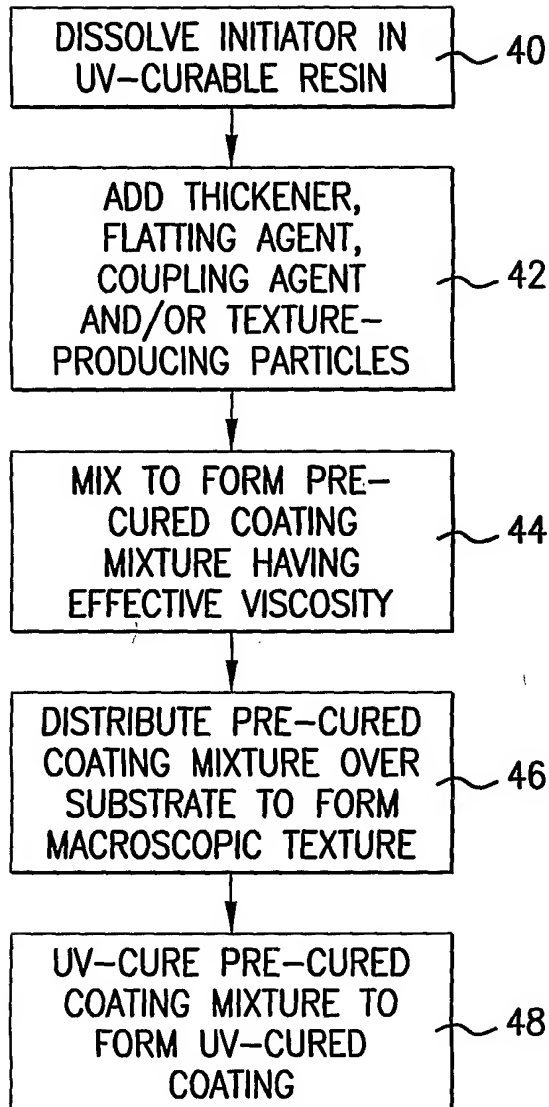 DISSOLVE INITIATOR IN
UV-CURABLE RESIN
40
ADD THICKENER,
FLATTING AGENT,
COUPLING AGENT
AND/OR TEXTURE-
PRODUCING PARTICLES
42
MIX TO FORM PRE-
CURED COATING
MIXTURE HAVING
EFFECTIVE VISCOSITY
44
DISTRIBUTE PRE-CURED
COATING MIXTURE OVER
SUBSTRATE TO FORM
MACROSCOPIC TEXTURE
46
UV-CURE PRE-CURED
COATING MIXTURE TO
FORM UV-CURED
COATING
48